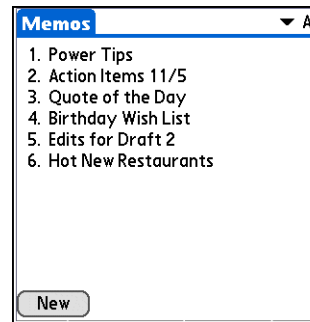 Memos
1. Power Tips
2. Action Items 11/5
3. Quote of the Day
4. Birthday Wish List
5. Edits for Draft 2
6. Hot New Restaurants
New